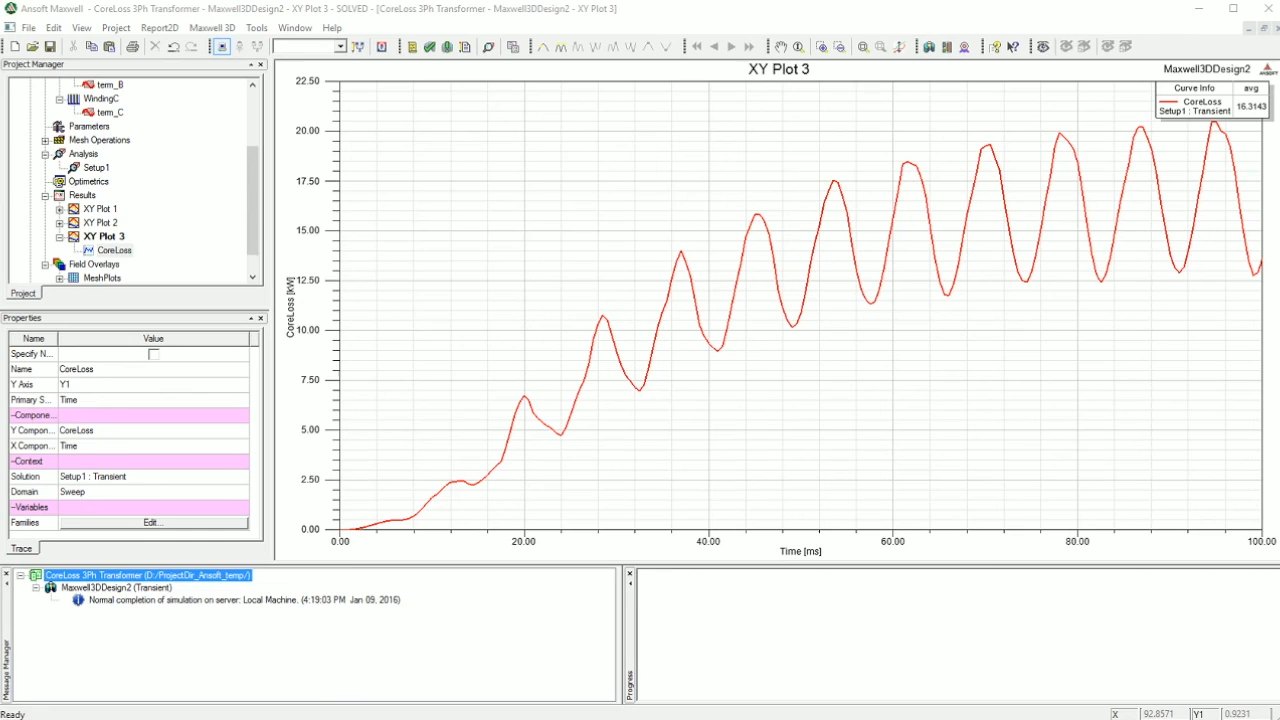 Ansoft Maxwell - CoreLoss 3Ph Transformer - Maxwell3DDesign2 - XY Plot 3 - SOLVED - [CoreLoss 3Ph Transformer - Maxwell3DDesign2 - XY Plot 3]
File Edit View Project Report2D Maxwell 3D Tools Window Help
Project Manager
term_B
WindingC
term_C
Parameters
Mesh Operations
Analysis
Setup1
Optimetrics
Results
XY Plot 1
XY Plot 2
XY Plot 3
CoreLoss
Field Overlays
MeshPlots
Project
Properties
Name Value
Specify N...
Name CoreLoss
Y Axis Y1
Primary S... Time
-Compone...
Y Compon... CoreLoss
X Compon... Time
-Context
Solution Setup1 : Transient
Domain Sweep
-Variables
Families Edit...
Trace
XY Plot 3
Maxwell3DDesign2
ANSOFT
Curve Info avg
CoreLoss
Setup1 : Transient 16.3143
22.50
20.00
17.50
15.00
12.50
10.00
7.50
5.00
2.50
0.00
CoreLoss [kW]
0.00 20.00 40.00 60.00 80.00 100.00
Time [ms]
Message Manager
CoreLoss 3Ph Transformer (D:/ProjectDir_Ansoft_temp/)
Maxwell3DDesign2 (Transient)
Normal completion of simulation on server: Local Machine. (4:19:03 PM Jan 09, 2016)
Progress
Ready
X 92.8571 Y1 0.9231